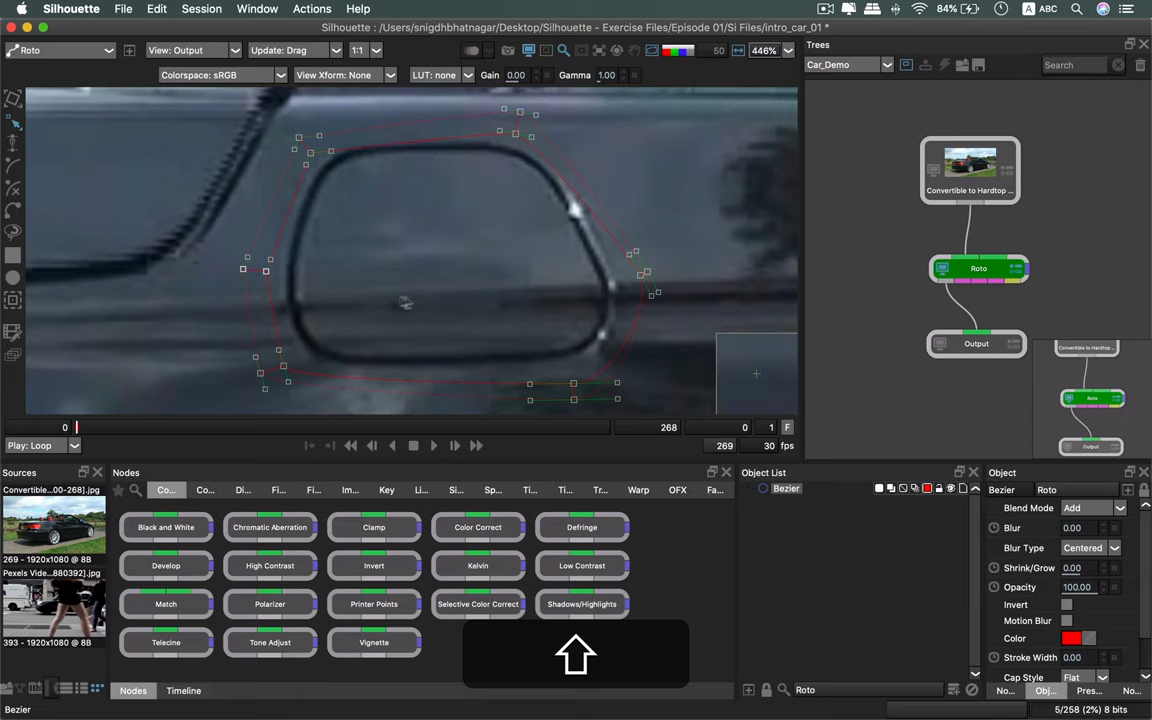 Silhouette File Edit Session Window Actions Help 84% A ABC
Silhouette: /Users/snigdhbhatnagar/Desktop/Silhouette - Exercise Files/Episode 01/Si Files/intro_car_01 *
Roto View: Output Update: Drag 1:1 50 446%
Colorspace: sRGB View Xform: None LUT: none Gain 0.00 Gamma 1.00
Trees
Car_Demo Search
Convertible to Hardtop ...
Roto
Output
Convertible to Hardtop ...
Roto
Output
0 268 0 1 F
Play: Loop 269 30 fps
Sources
Convertible...00-268].jpg
269 - 1920x1080 @ 8B
Pexels Vide...880392].jpg
393 - 1920x1080 @ 8B
Nodes
Co... Co... Di... Fi... Fi... Im... Key Li... Si... Sp... Ti... Ti... Tr... Warp OFX Fa...
Black and White Chromatic Aberration Clamp Color Correct Defringe
Develop High Contrast Invert Kelvin Low Contrast
Match Polarizer Printer Points Selective Color Correct Shadows/Highlights
Telecine Tone Adjust Vignette
Nodes Timeline
Object List
Bezier
Roto
Object
Bezier Roto
Blend Mode Add
Blur 0.00
Blur Type Centered
Shrink/Grow 0.00
Opacity 100.00
Invert
Motion Blur
Color
Stroke Width 0.00
Cap Style Flat
No... Obj... Pres... No...
Bezier
5/258 (2%) 8 bits